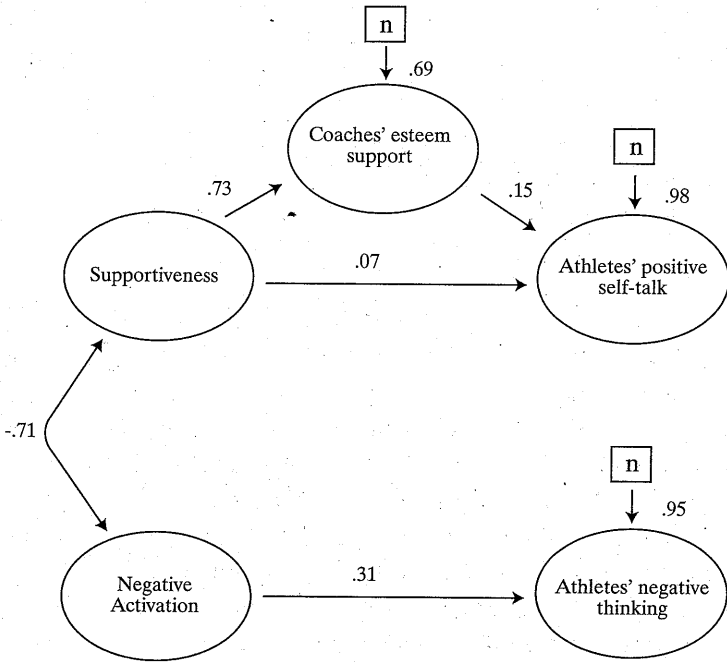 n
.69
Coaches' esteem
support
n
.73
.15
.98
Supportiveness
.07
Athletes' positive
self-talk
-.71
n
.95
Negative
Activation
.31
Athletes' negative
thinking